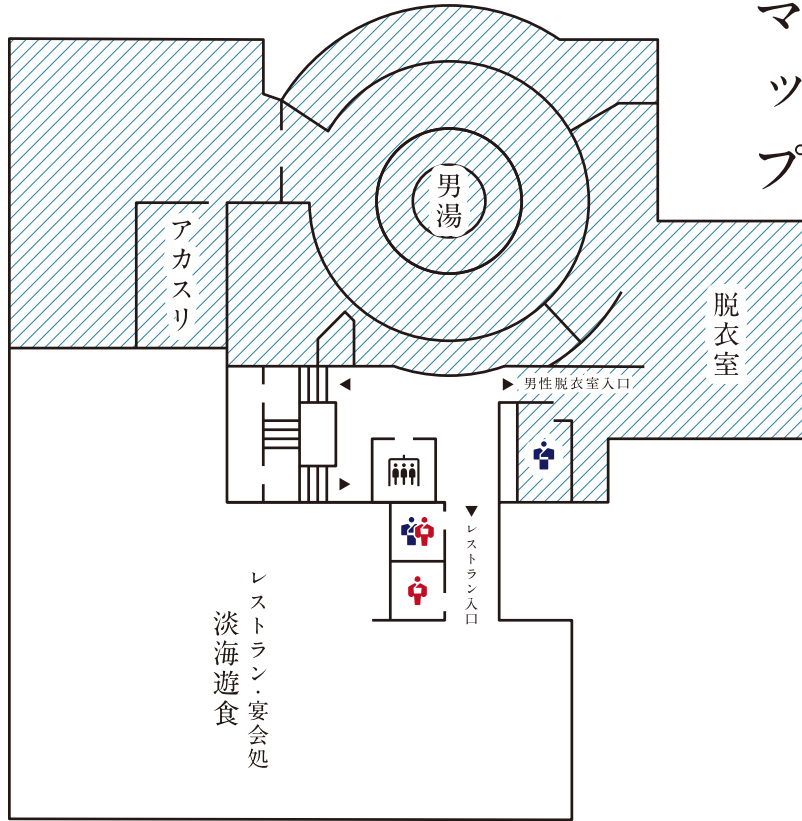 マップ
男湯
アカスリ
脱衣室
男性脱衣室入口
レストラン入口
レストラン・宴会処
淡海遊食